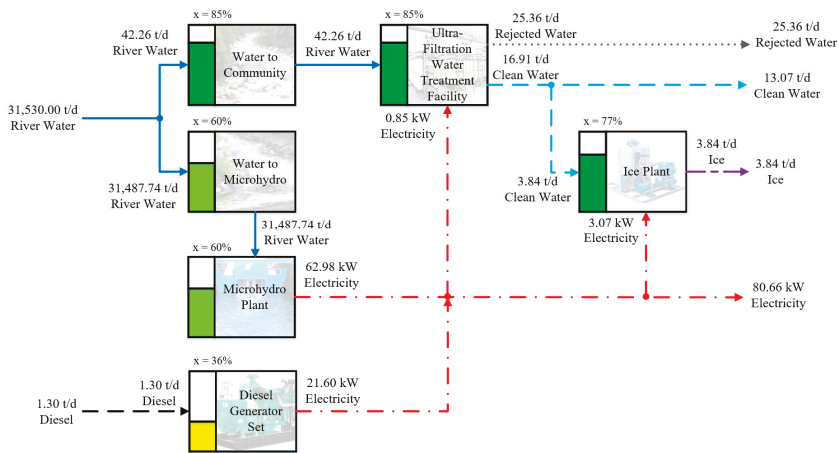 x = 85%
42.26 t/d
River Water
Water to
Community
42.26 t/d
River Water
x = 85%
Ultra-
Filtration
Water
Treatment
Facility
25.36 t/d
Rejected Water
25.36 t/d
Rejected Water
16.91 t/d
Clean Water
13.07 t/d
Clean Water
31,530.00 t/d
River Water
0.85 kW
Electricity
x = 60%
Water to
Microhydro
31,487.74 t/d
River Water
x = 77%
Ice Plant
3.84 t/d
Clean Water
3.84 t/d
Ice
3.84 t/d
Ice
3.07 kW
Electricity
31,487.74 t/d
River Water
x = 60%
Microhydro
Plant
62.98 kW
Electricity
80.66 kW
Electricity
x = 36%
Diesel
Generator
Set
1.30 t/d
Diesel
1.30 t/d
Diesel
21.60 kW
Electricity